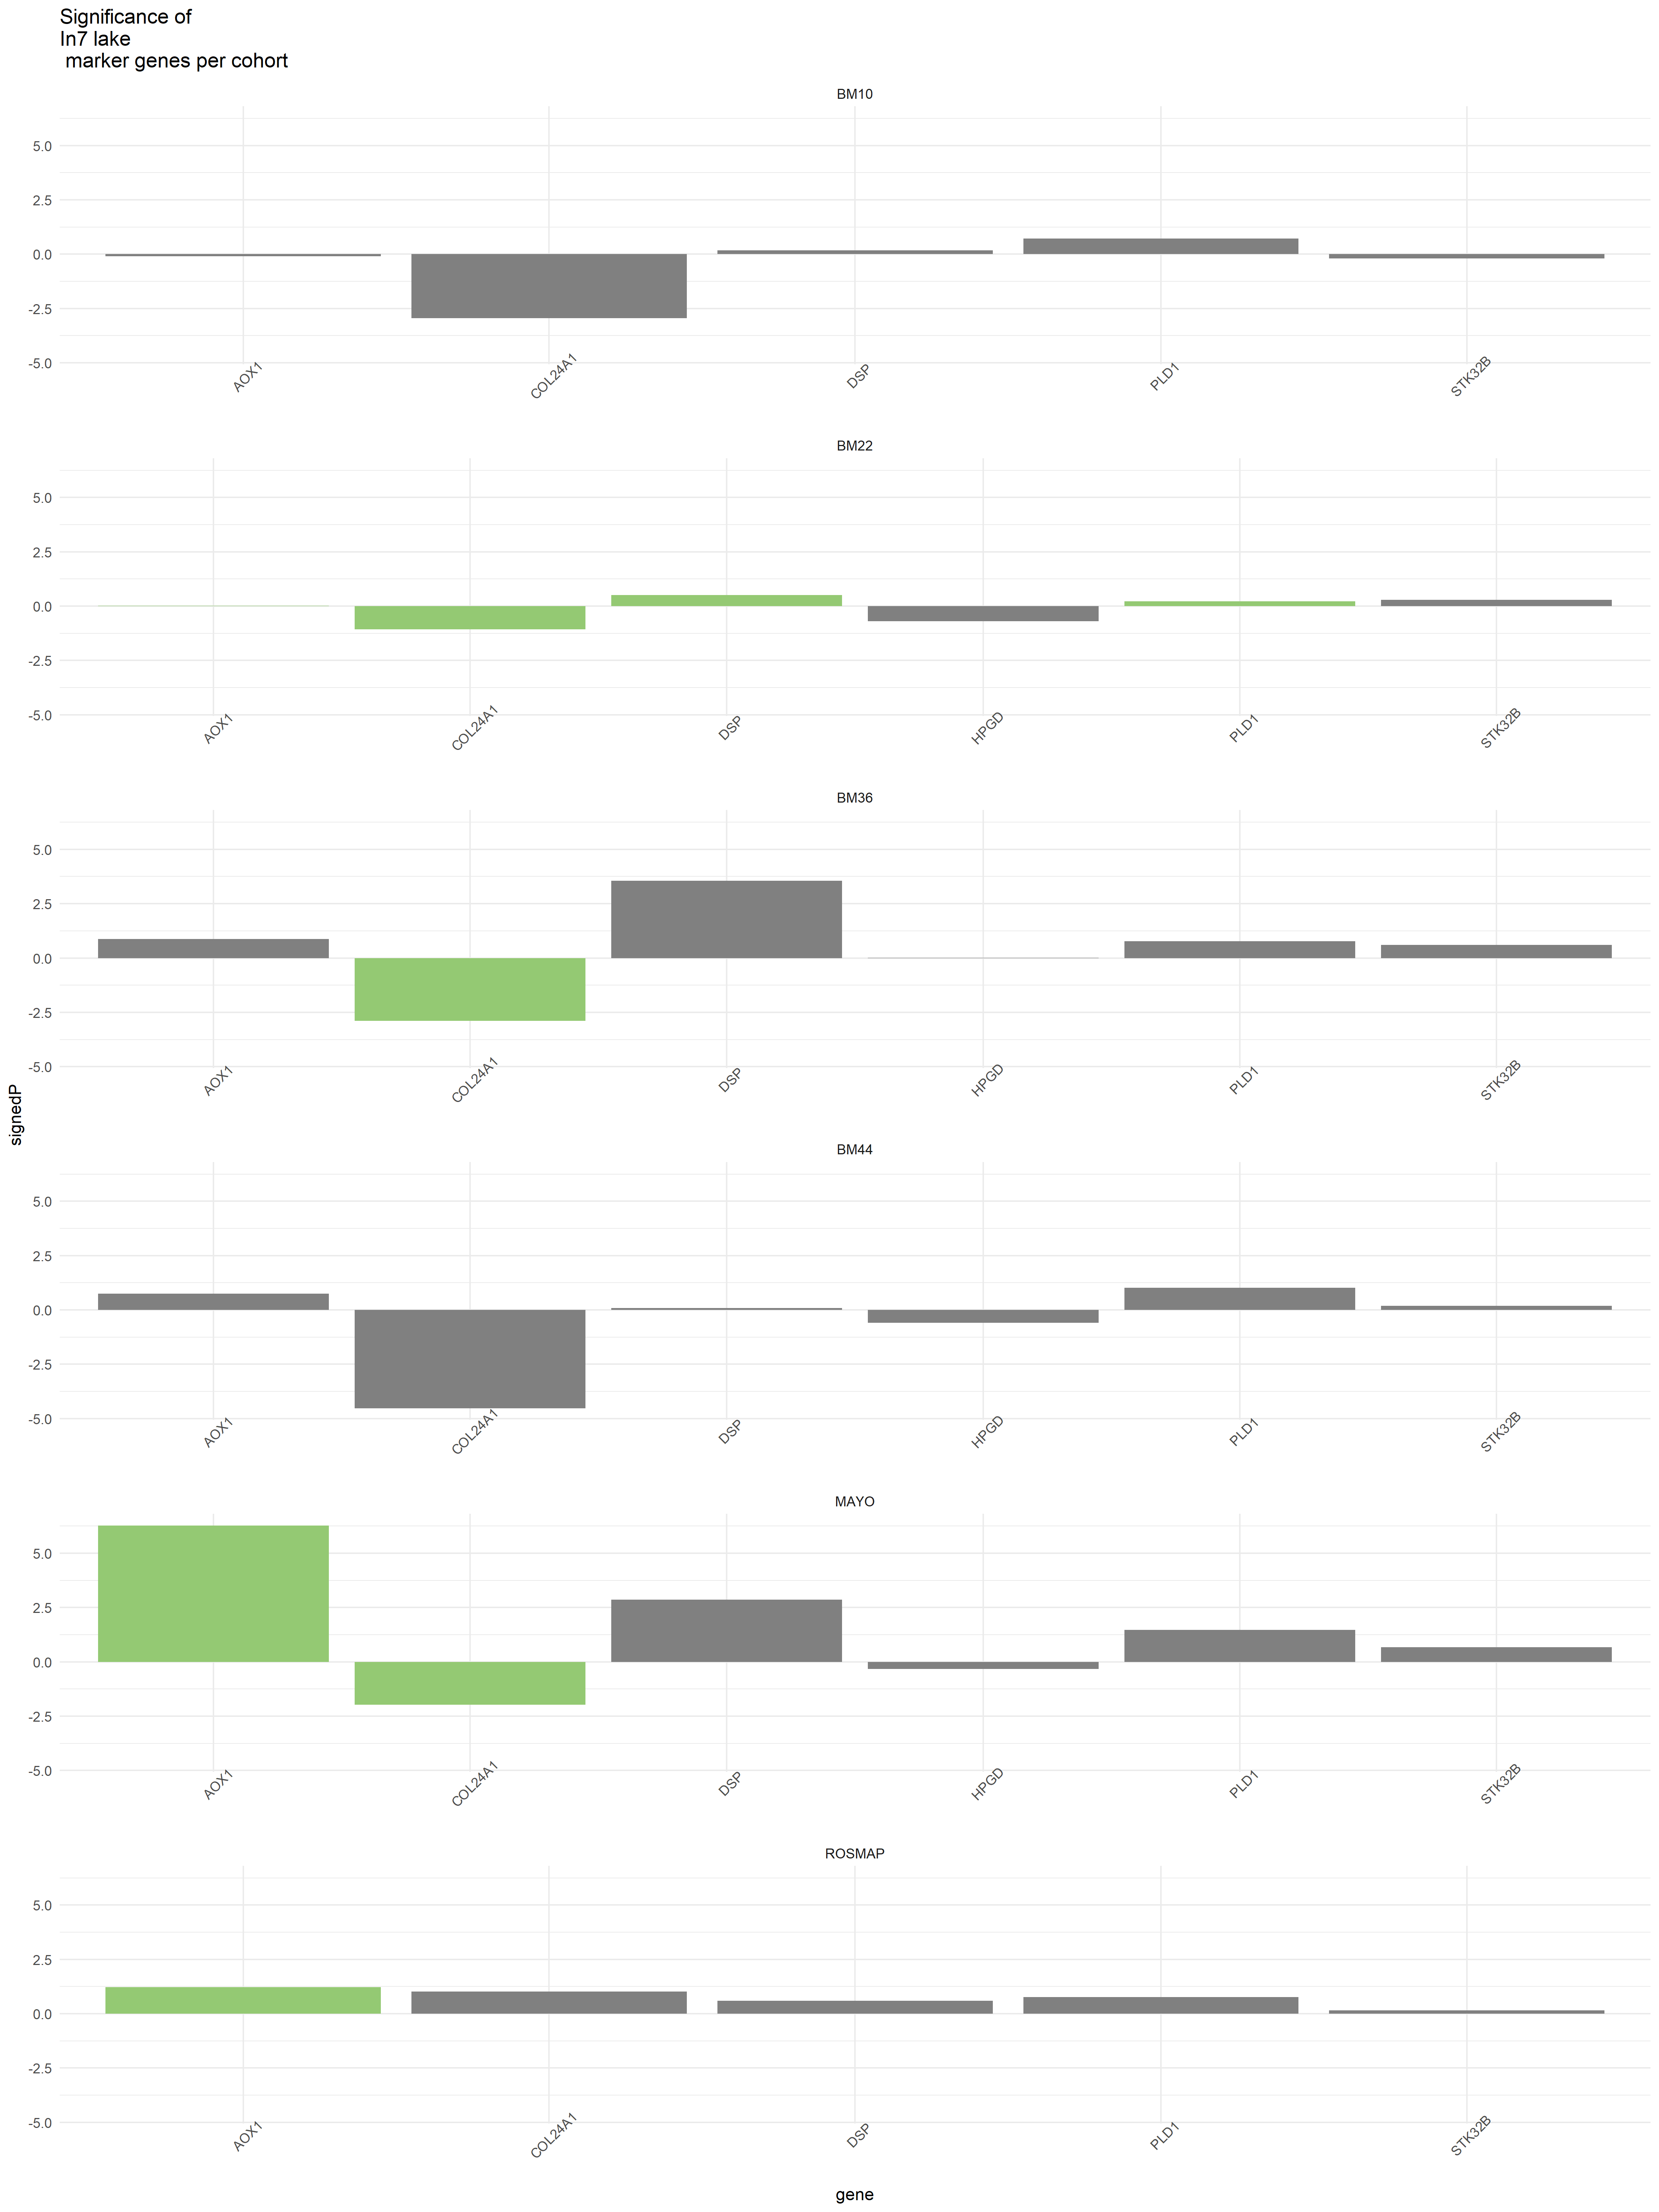 Significance of
In7 lake
marker genes per cohort
BM10
5.0
2.5
0.0
-2.5
-5.0
AOX1 COL24A1 DSP PLD1 STK32B
BM22
5.0
2.5
0.0
-2.5
-5.0
AOX1 COL24A1 DSP HPGD PLD1 STK32B
BM36
5.0
2.5
0.0
-2.5
-5.0
AOX1 COL24A1 DSP HPGD PLD1 STK32B
signedP
BM44
5.0
2.5
0.0
-2.5
-5.0
AOX1 COL24A1 DSP HPGD PLD1 STK32B
MAYO
5.0
2.5
0.0
-2.5
-5.0
AOX1 COL24A1 DSP HPGD PLD1 STK32B
ROSMAP
5.0
2.5
0.0
-2.5
-5.0
AOX1 COL24A1 DSP PLD1 STK32B
gene